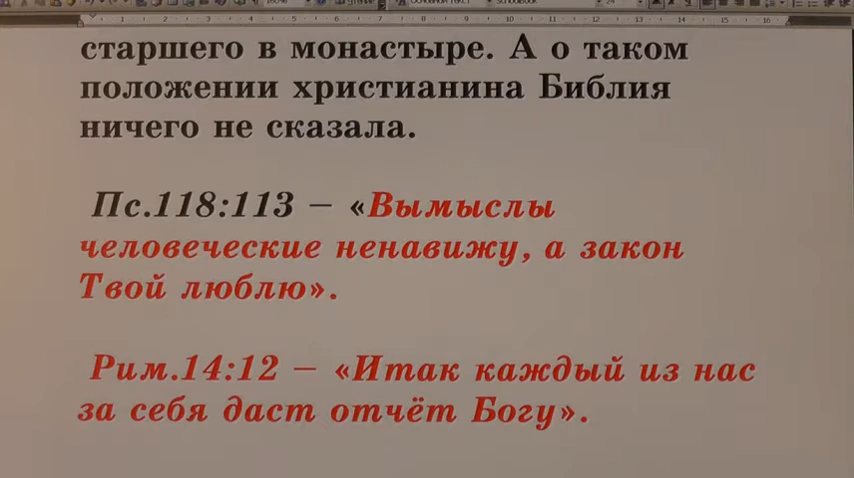 старшего в монастыре. А о таком
положении христианина Библия
ничего не сказала.
Пс.118:113 – «Вымыслы
человеческие ненавижу, а закон
Твой люблю».
Рим.14:12 – «Итак каждый из нас
за себя даст отчёт Богу».